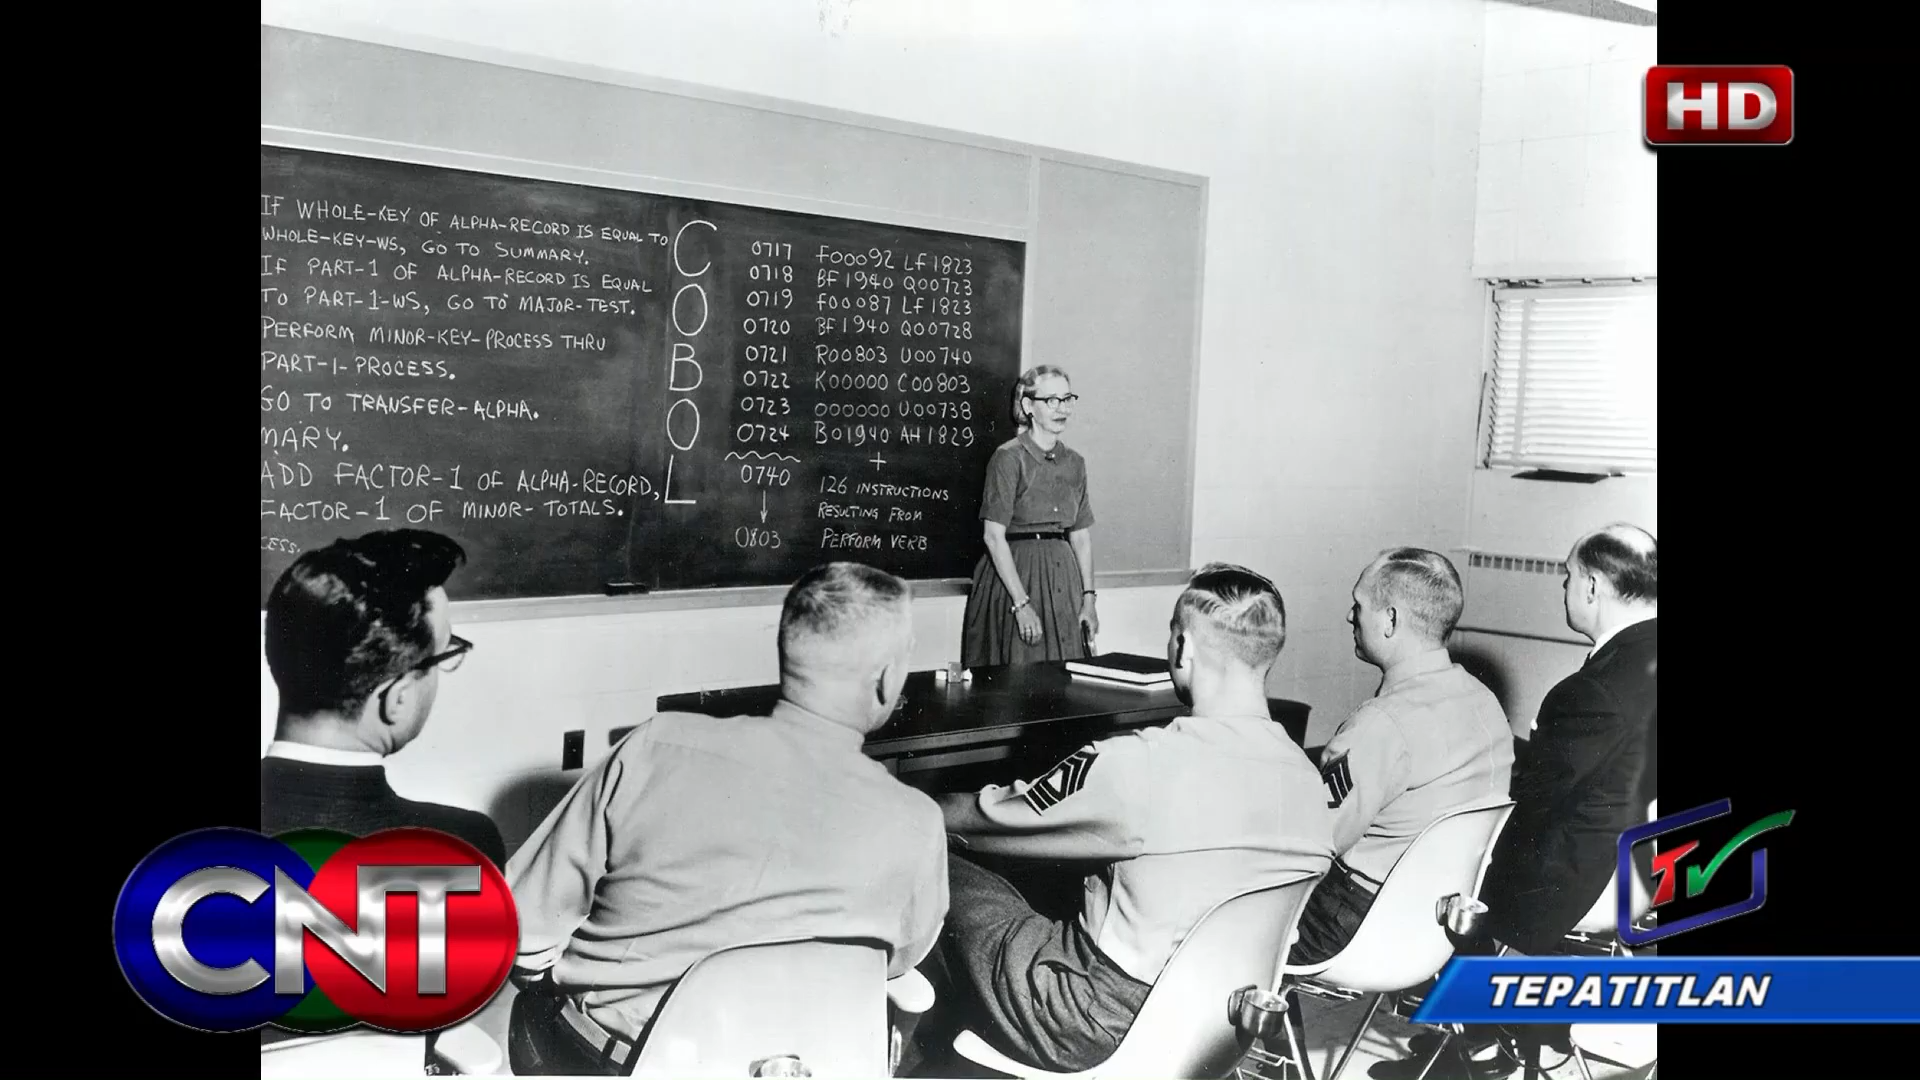 HD
IF WHOLE-KEY OF ALPHA-RECORD IS EQUAL TO
WHOLE-KEY-WS, GO TO SUMMARY.
IF PART-1 OF ALPHA-RECORD IS EQUAL
TO PART-1-WS, GO TO MAJOR-TEST.
PERFORM MINOR-KEY-PROCESS THRU
PART-1-PROCESS.
GO TO TRANSFER-ALPHA.
MARY.
ADD FACTOR-1 OF ALPHA-RECORD,
FACTOR-1 OF MINOR-TOTALS.
CESS.
COBOL
0717 F00092 LF1823
0718 BF1940 Q00723
0719 F00087 LF1823
0720 BF1940 Q00728
0721 R00803 U00740
0722 K00000 C00803
0723 000000 U00738
0724 B01940 AH1829
+
0740 126 INSTRUCTIONS
RESULTING FROM
0803 PERFORM VERB
CNT
TV
TEPATITLAN